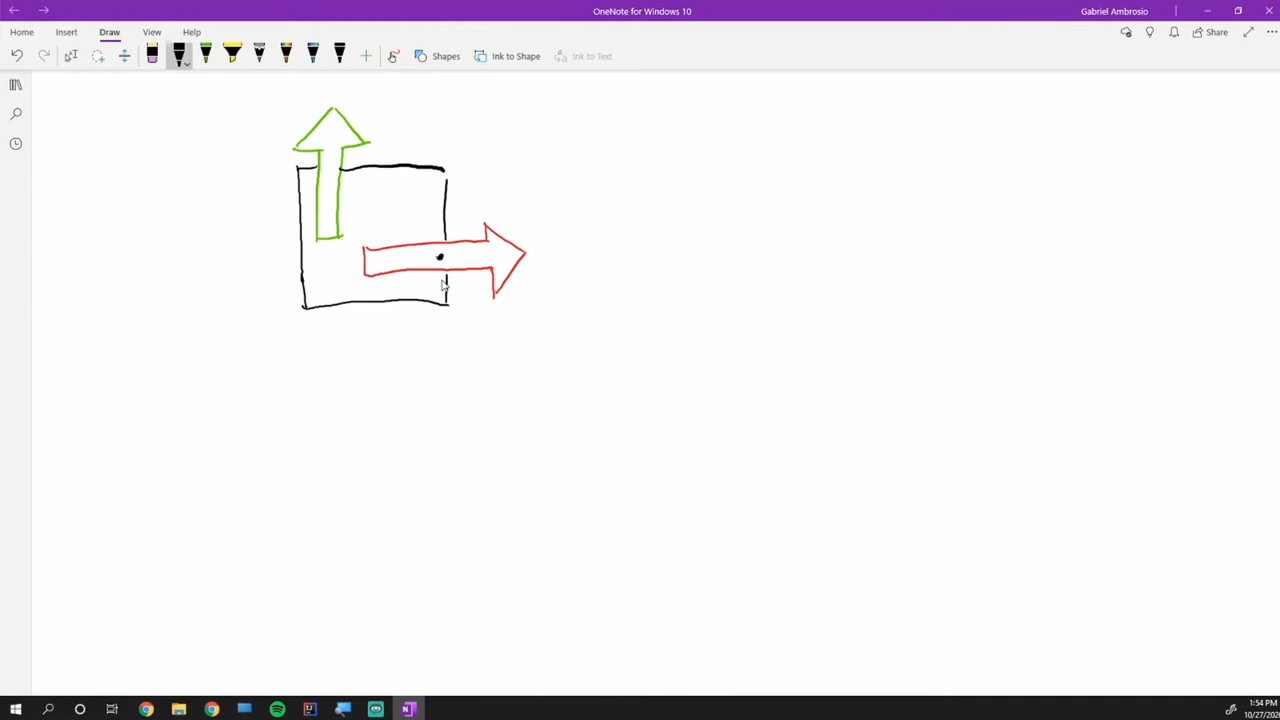 OneNote for Windows 10
Gabriel Ambrosio
Home Insert Draw View Help
Share
Shapes
Ink to Shape
Ink to Text
1:54 PM